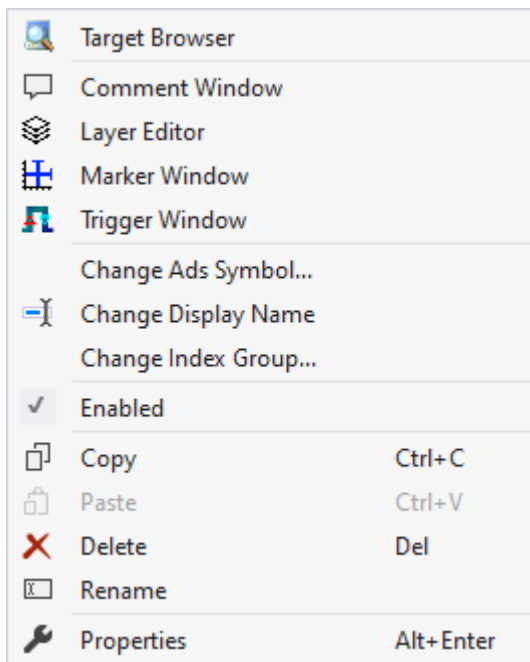 Target Browser
Comment Window
Layer Editor
Marker Window
Trigger Window
Change Ads Symbol...
Change Display Name
Change Index Group...
Enabled
Copy Ctrl+C
Paste Ctrl+V
Delete Del
Rename
Properties Alt+Enter